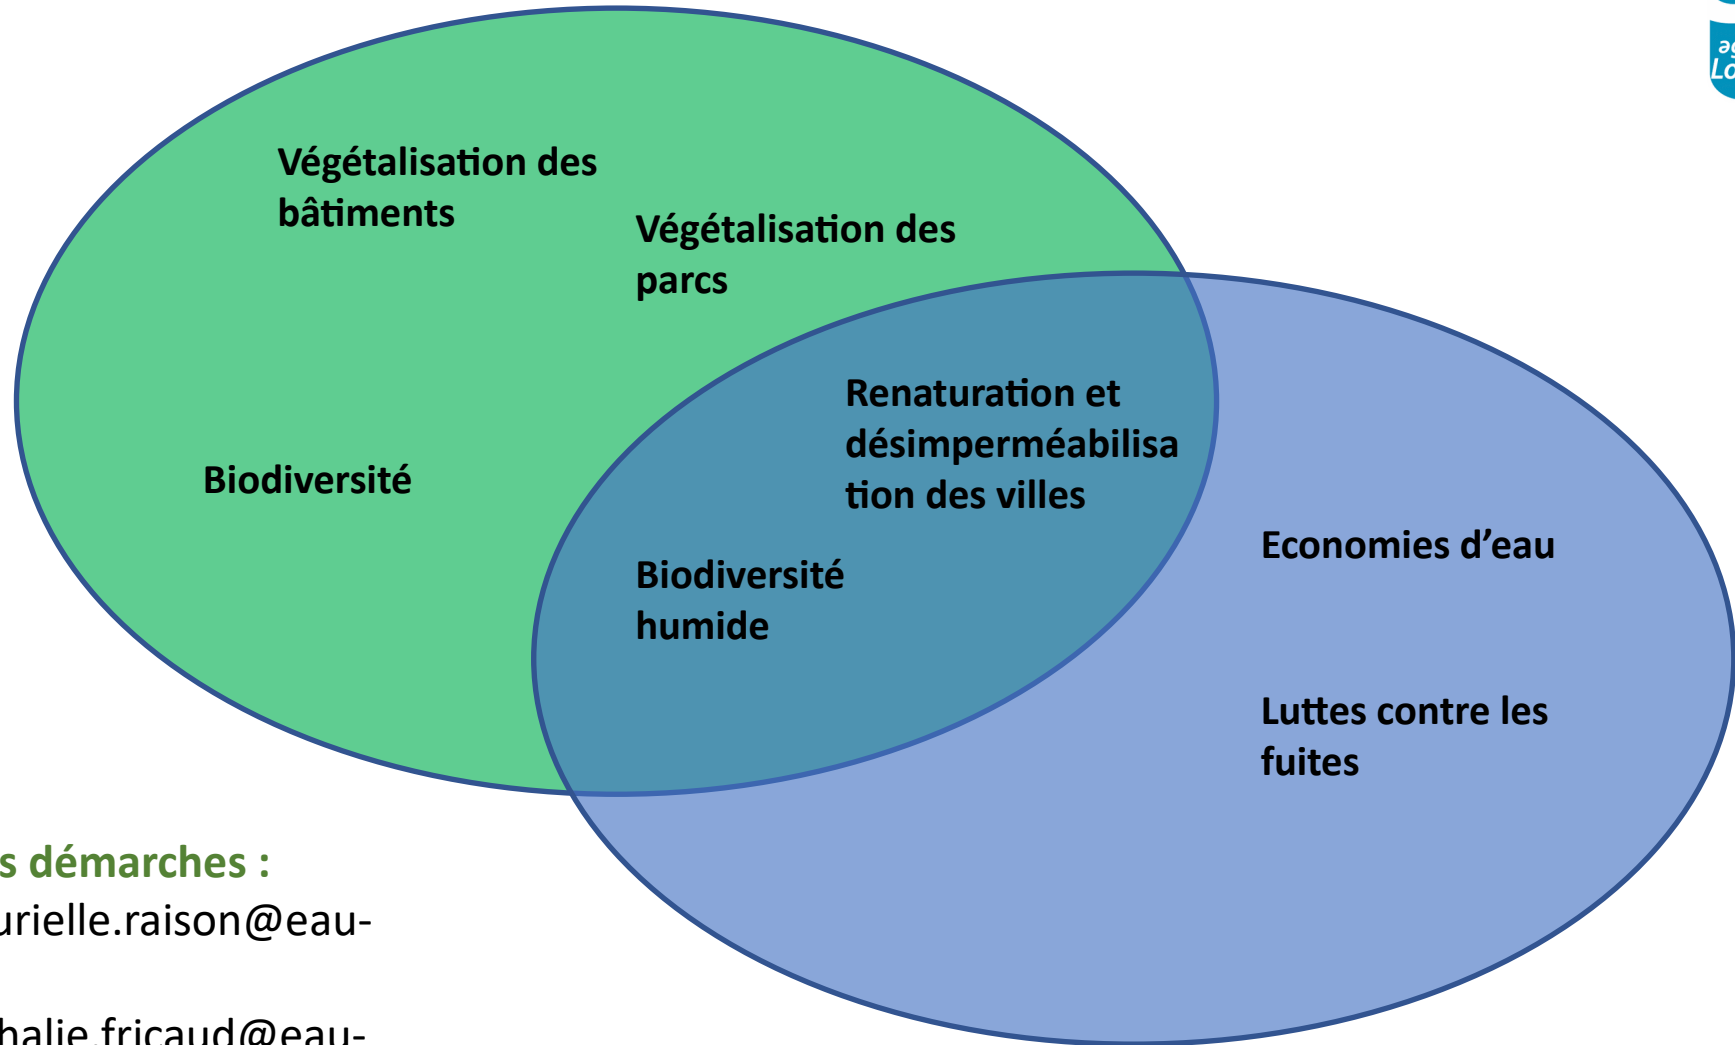 Végétalisation des
bâtiments
Végétalisation des
parcs
Renaturation et
désimperméabilisa
tion des villes
Biodiversité
Economies d’eau
Biodiversité
humide
Luttes contre les
fuites
s démarches :
urielle.raison@eau-
halie.fricaud@eau-